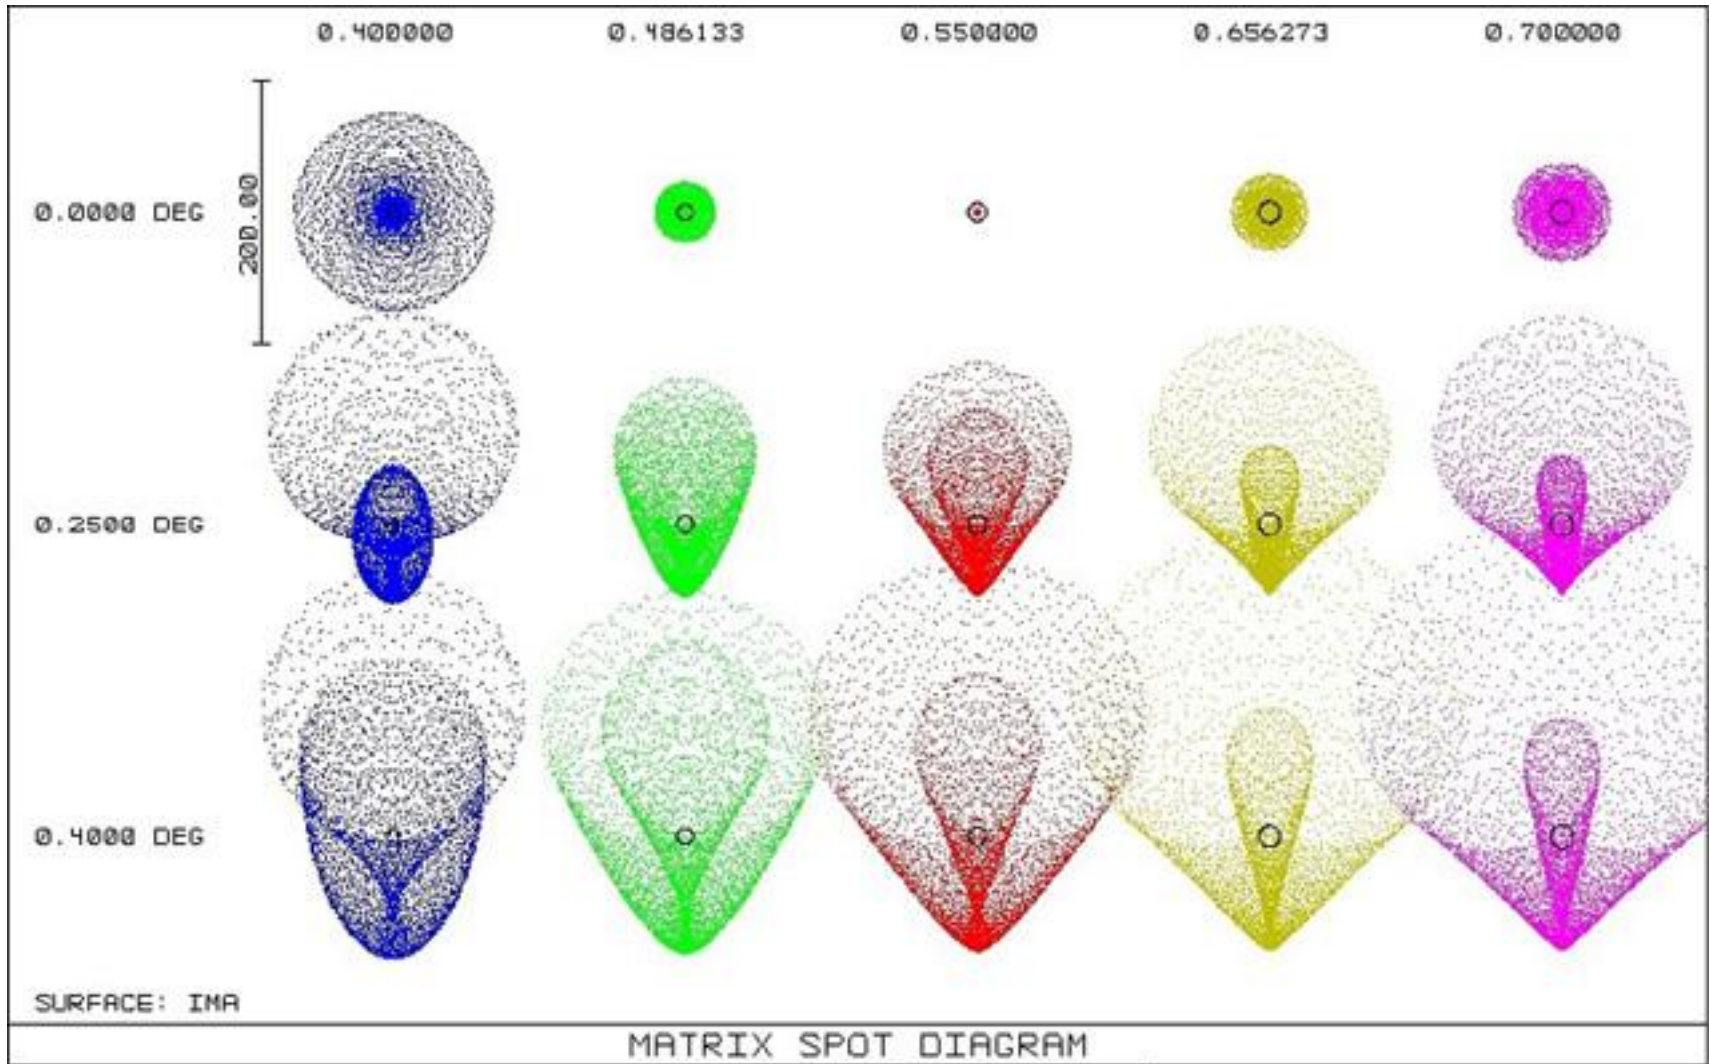 0.400000 0.486133 0.550000 0.656273 0.700000
200.00
0.0000 DEG
0.2500 DEG
0.4000 DEG
SURFACE: IMA
MATRIX SPOT DIAGRAM